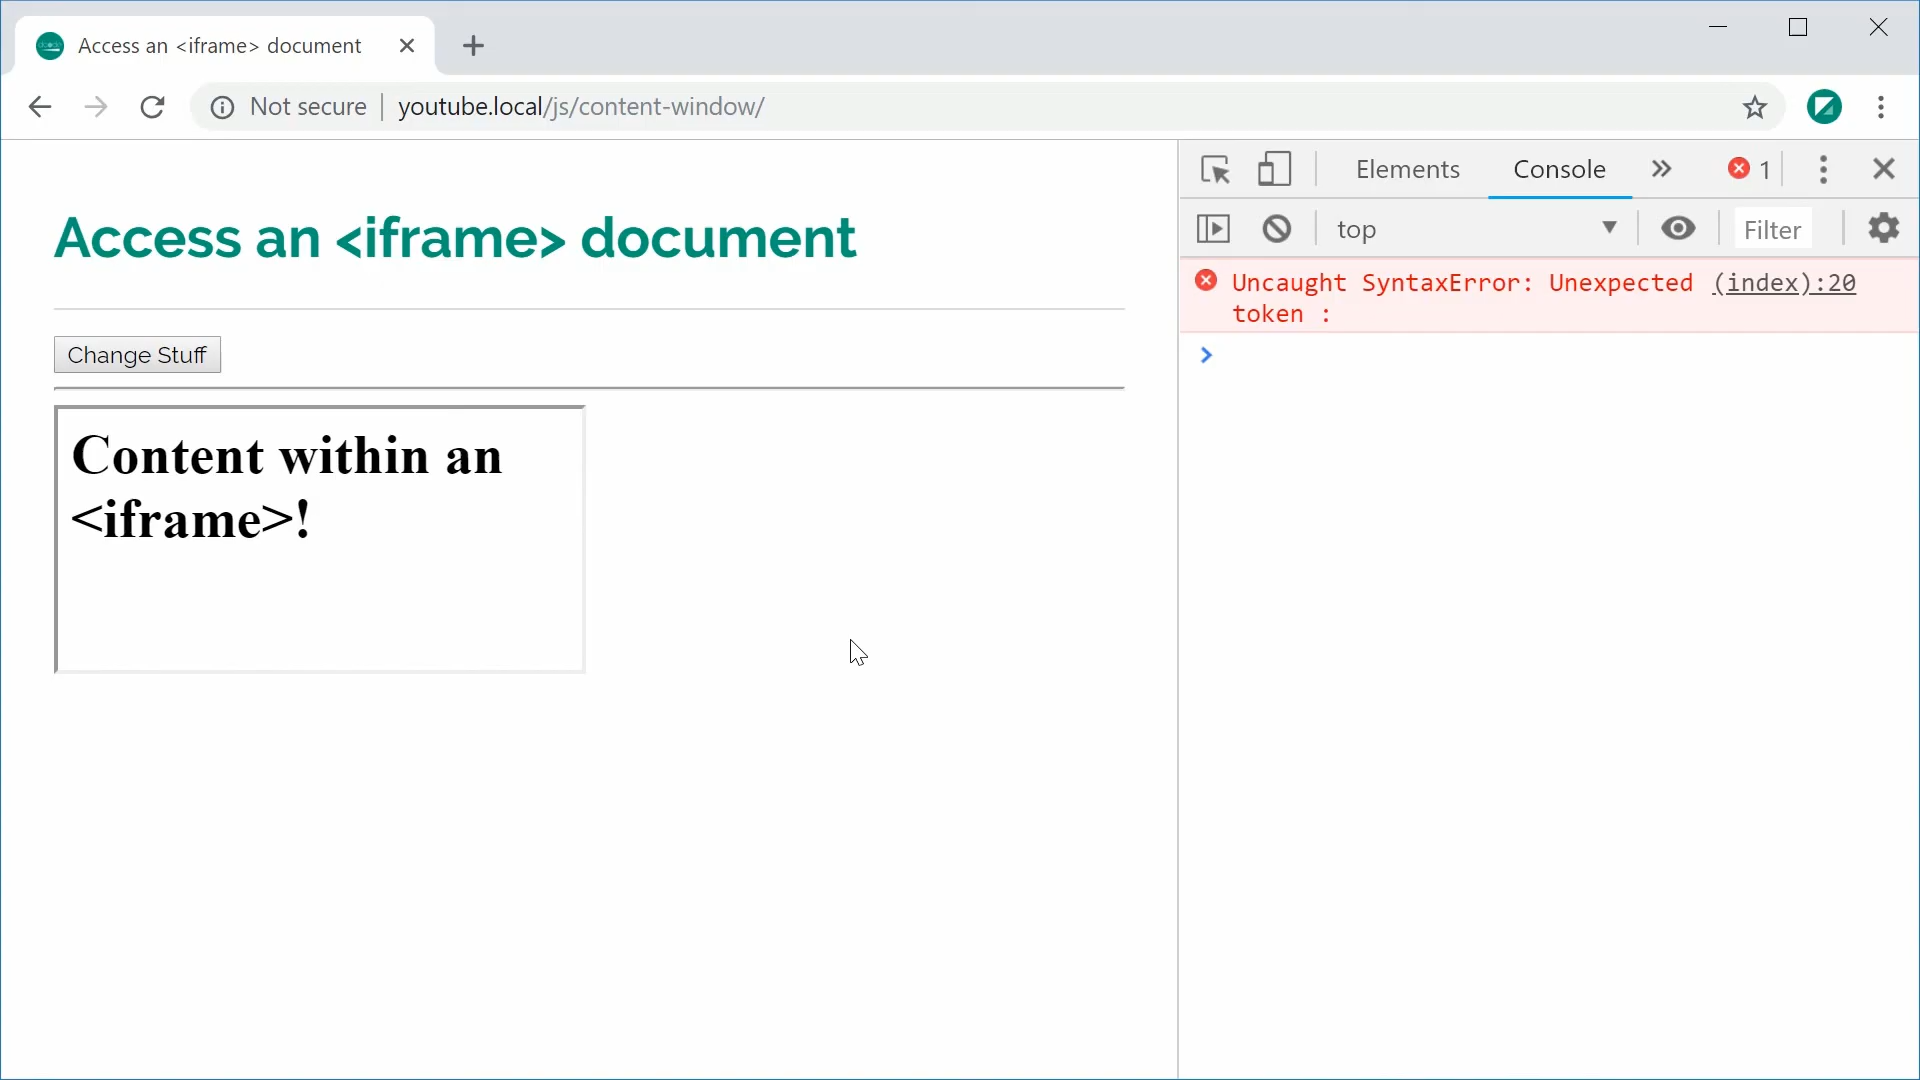 Access an <iframe> document
Not secure | youtube.local/js/content-window/
Access an <iframe> document
Change Stuff
Content within an
<iframe>!
Elements Console 1
top Filter
Uncaught SyntaxError: Unexpected (index):20
token :